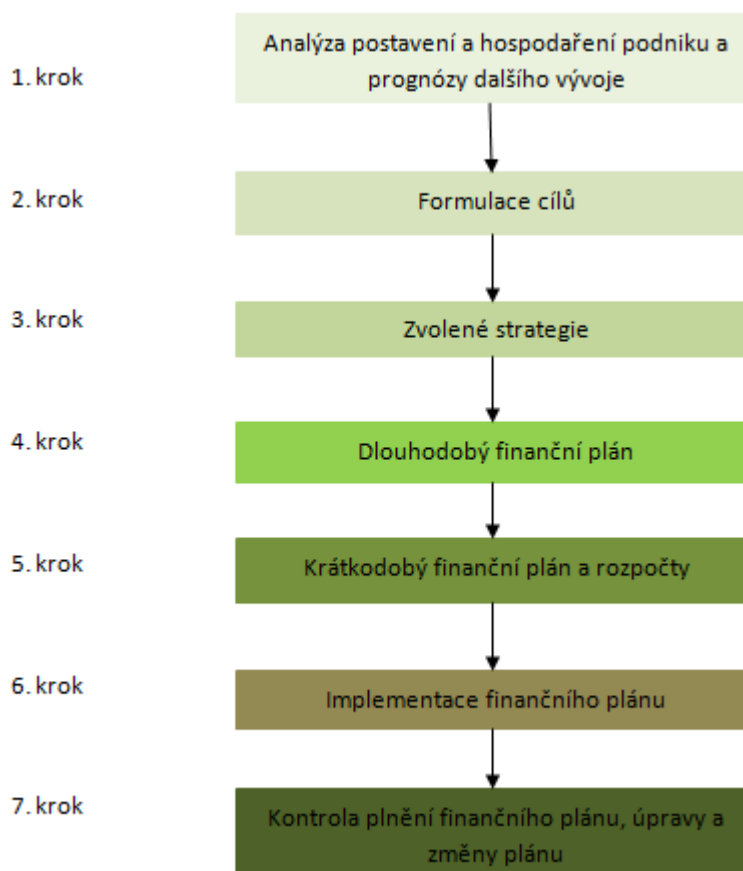 1. krok
Analýza postavení a hospodaření podniku a
prognózy dalšího vývoje
2. krok
Formulace cílů
3. krok
Zvolené strategie
4. krok
Dlouhodobý finanční plán
5. krok
Krátkodobý finanční plán a rozpočty
6. krok
Implementace finančního plánu
7. krok
Kontrola plnění finančního plánu, úpravy a
změny plánu